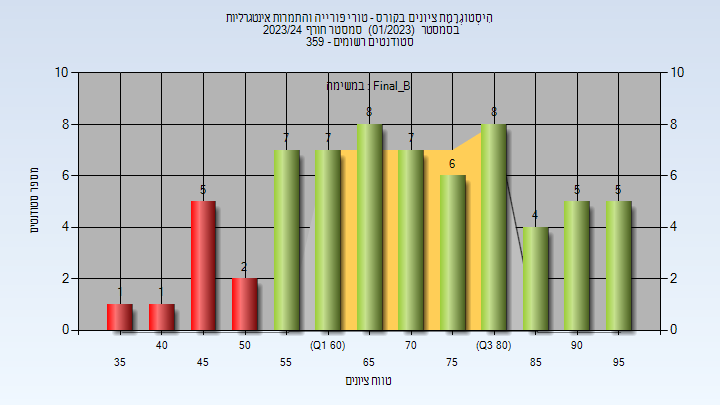 היסטוגרמת ציונים בקורס - טורי פורייה והתמרות אינטגרליות
בסמסטר (01/2023) סמסטר חורף 2023/24
סטודנטים רשומים - 359
במשימה : Final_B
10 10
8 8
6 6
4 4
2 2
0 0
מספר סטודנטים
1 1 5 2 7 7 8 7 6 8 4 5 5
35 40 45 50 55 (Q1 60) 65 70 75 (Q3 80) 85 90 95
טווח ציונים